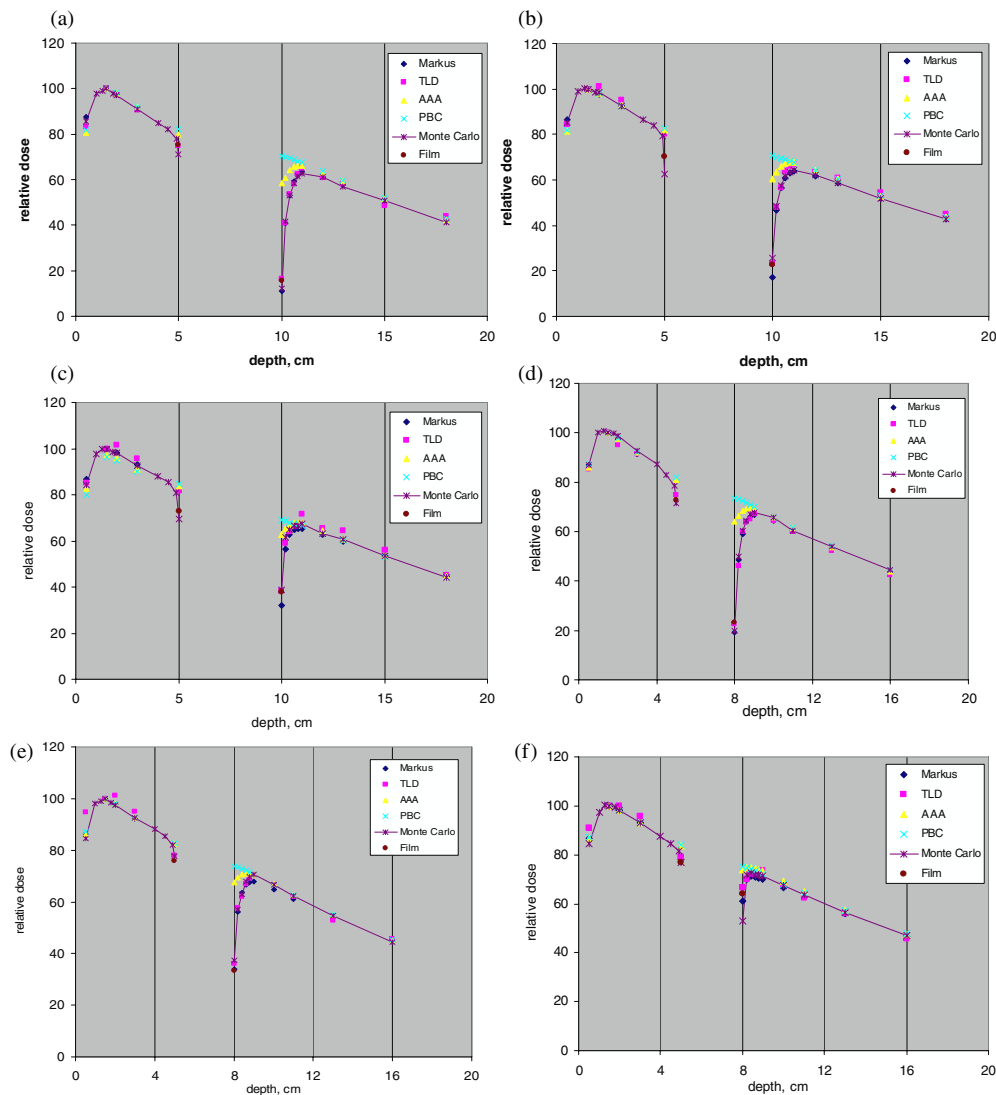 (a)
120
100
80
60
40
20
0
relative dose
0 5 10 15 20
depth, cm
Markus
TLD
AAA
PBC
Monte Carlo
Film
(b)
120
100
80
60
40
20
0
relative dose
0 5 10 15 20
depth, cm
Markus
TLD
AAA
PBC
Monte Carlo
Film
(c)
120
100
80
60
40
20
0
relative dose
0 5 10 15 20
depth, cm
Markus
TLD
AAA
PBC
Monte Carlo
Film
(d)
120
100
80
60
40
20
0
relative dose
0 4 8 12 16 20
depth, cm
Markus
TLD
AAA
PBC
Monte Carlo
Film
(e)
120
100
80
60
40
20
0
relative dose
0 4 8 12 16 20
depth, cm
Markus
TLD
AAA
PBC
Monte Carlo
Film
(f)
120
100
80
60
40
20
0
relative dose
0 4 8 12 16 20
depth, cm
Markus
TLD
AAA
PBC
Monte Carlo
Film